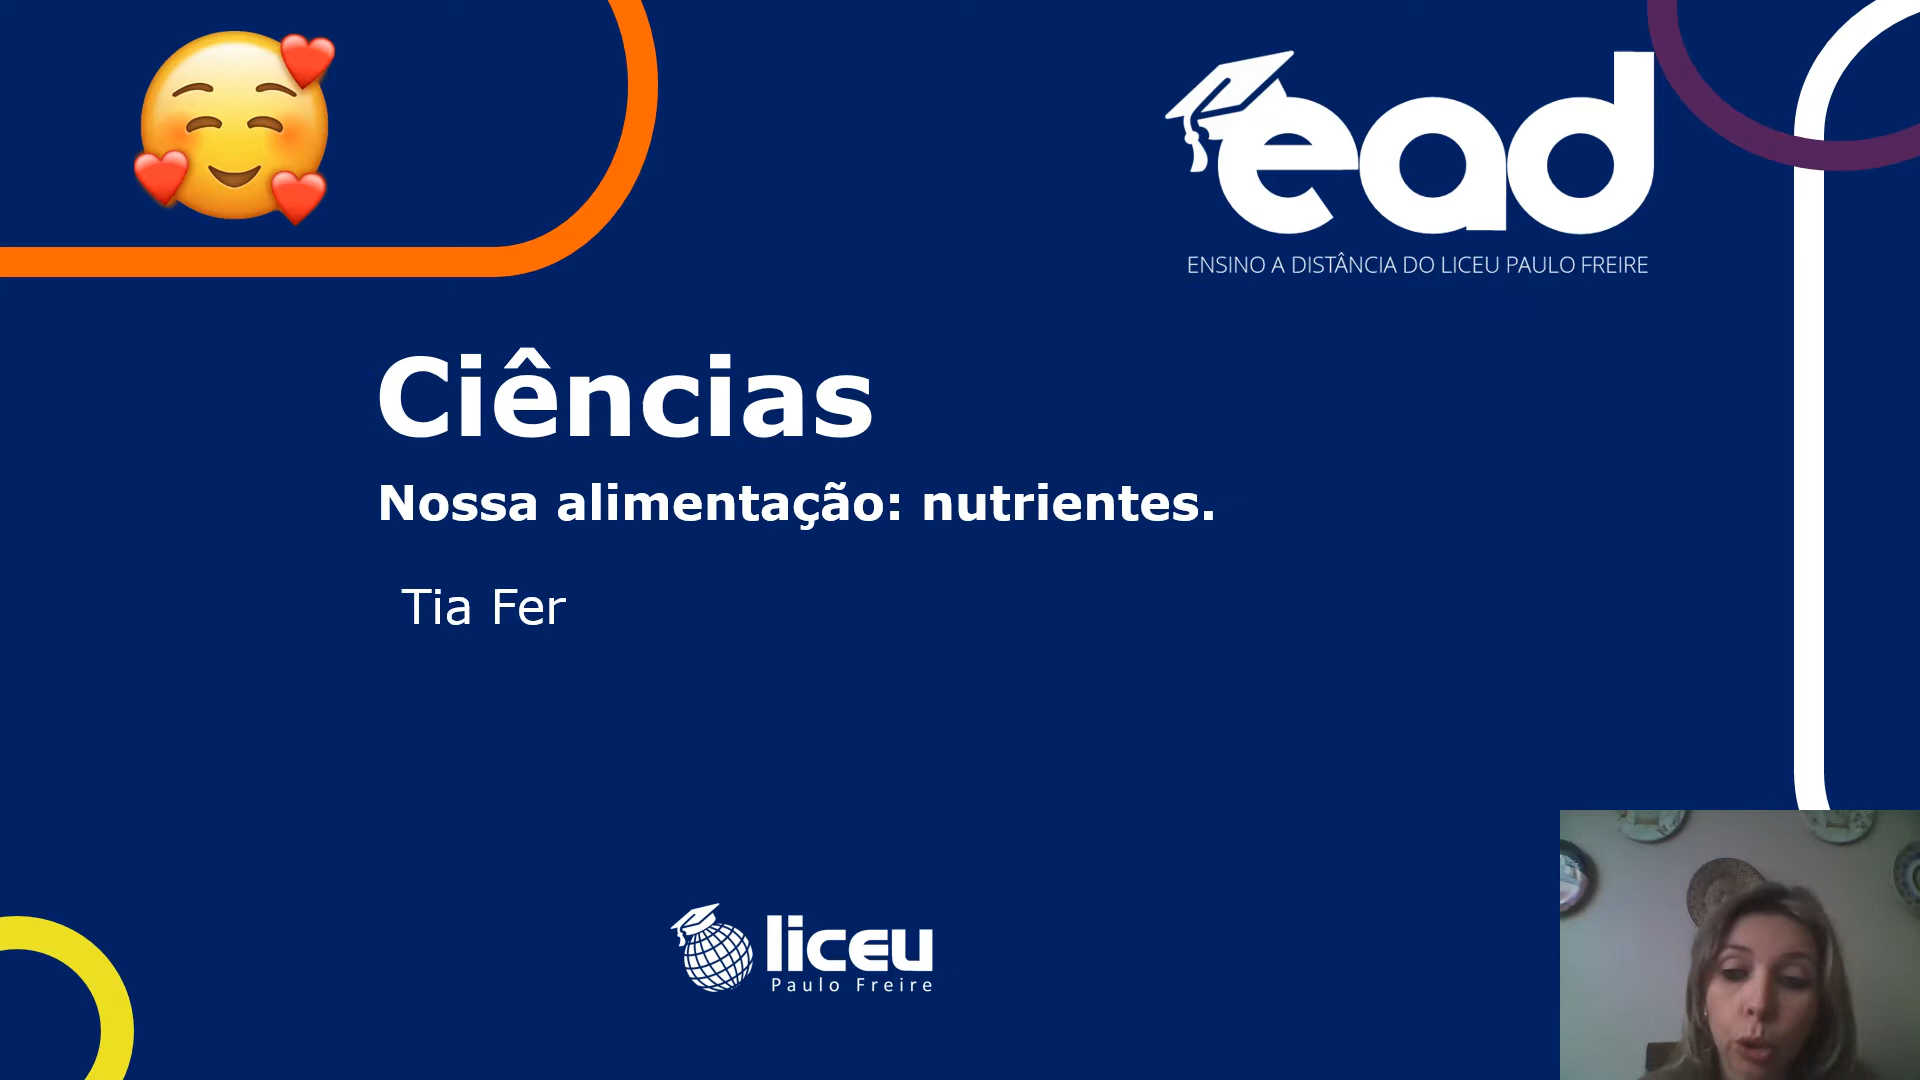 ead
ENSINO A DISTÂNCIA DO LICEU PAULO FREIRE
Ciências
Nossa alimentação: nutrientes.
Tia Fer
liceu
Paulo Freire